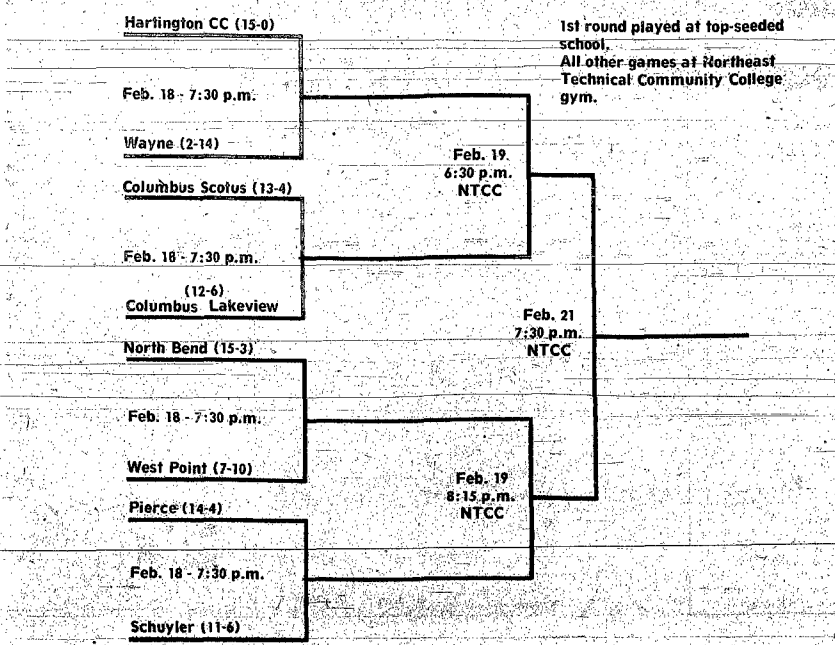 Hartington CC (15-0)
Feb. 18 - 7:30 p.m.
Wayne (2-14)
Columbus Scotus (13-4)
Feb. 18 - 7:30 p.m.
(12-6)
Columbus Lakeview
North Bend (15-3)
Feb. 18 - 7:30 p.m.
West Point (7-10)
Pierce (14-4)
Feb. 18 - 7:30 p.m.
Schuyler (11-6)
Feb. 19
6:30 p.m.
NTCC
Feb. 19
8:15 p.m.
NTCC
Feb. 21
7:30 p.m.
NTCC
1st round played at top-seeded
school.
All other games at Northeast
Technical Community College
gym.